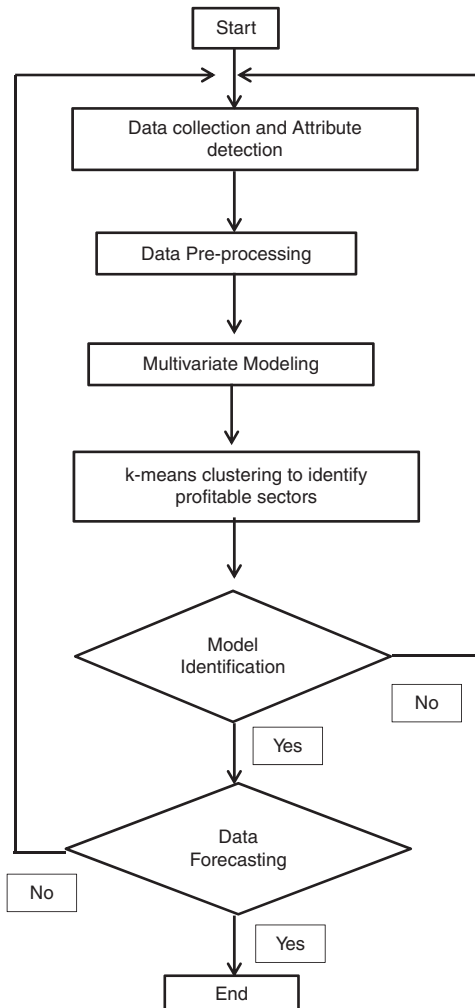 Start
Data collection and Attribute
detection
Data Pre-processing
Multivariate Modeling
k-means clustering to identify
profitable sectors
Model
Identification
No
Yes
Data
Forecasting
No
Yes
End